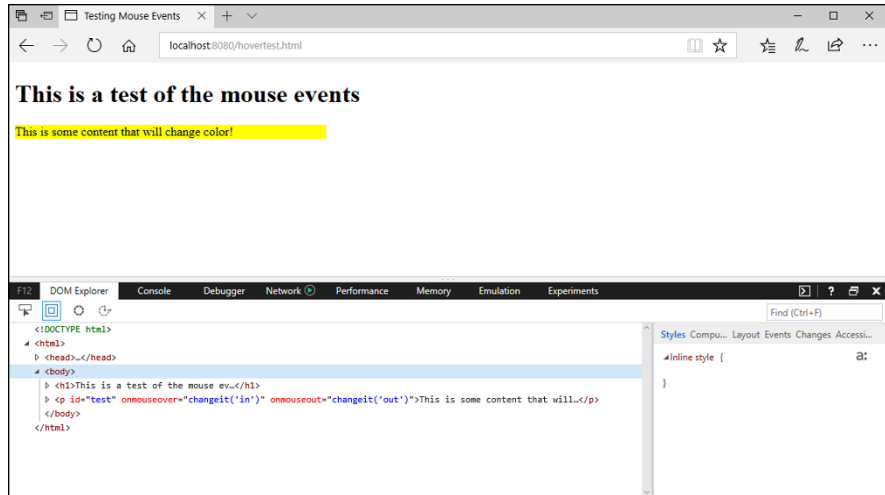 Testing Mouse Events
localhost:8080/hovertest.html
This is a test of the mouse events
This is some content that will change color!
F12 DOM Explorer Console Debugger Network Performance Memory Emulation Experiments ?
Find (Ctrl+F)
<!DOCTYPE html>
<html>
<head>…</head>
<body>
<h1>This is a test of the mouse ev…</h1>
<p id="test" onmouseover="changeit('in')" onmouseout="changeit('out')">This is some content that will…</p>
</body>
</html>
Styles Compu... Layout Events Changes Accessi...
Inline style { a:
}